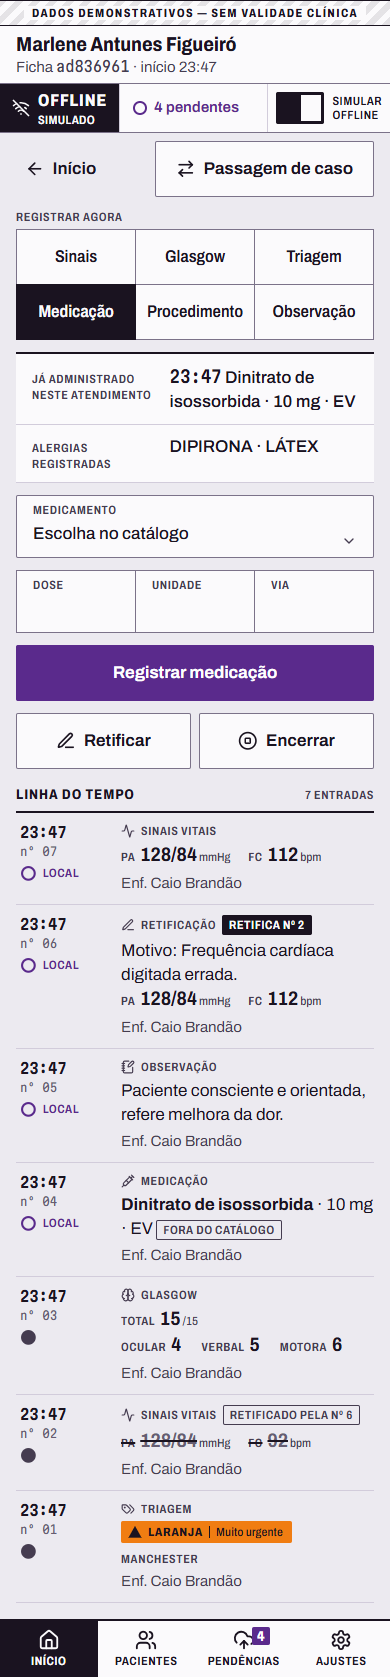 DADOS DEMONSTRATIVOS — SEM VALIDADE CLÍNICA
Marlene Antunes Figueiró
Ficha ad836961 · início 23:47
OFFLINE
SIMULADO
4 pendentes
SIMULAR
OFFLINE
Início
Passagem de caso
REGISTRAR AGORA
Sinais
Glasgow
Triagem
Medicação
Procedimento
Observação
JÁ ADMINISTRADO
NESTE ATENDIMENTO
23:47 Dinitrato de
isossorbida · 10 mg · EV
ALERGIAS
REGISTRADAS
DIPIRONA · LÁTEX
MEDICAMENTO
Escolha no catálogo
DOSE
UNIDADE
VIA
Registrar medicação
Retificar
Encerrar
LINHA DO TEMPO
7 ENTRADAS
23:47
n° 07
LOCAL
SINAIS VITAIS
PA 128/84 mmHg FC 112 bpm
Enf. Caio Brandão
23:47
n° 06
LOCAL
RETIFICAÇÃO RETIFICA Nº 2
Motivo: Frequência cardíaca
digitada errada.
PA 128/84 mmHg FC 112 bpm
Enf. Caio Brandão
23:47
n° 05
LOCAL
OBSERVAÇÃO
Paciente consciente e orientada,
refere melhora da dor.
Enf. Caio Brandão
23:47
n° 04
LOCAL
MEDICAÇÃO
Dinitrato de isossorbida · 10 mg
· EV FORA DO CATÁLOGO
Enf. Caio Brandão
23:47
n° 03
GLASGOW
TOTAL 15 /15
OCULAR 4 VERBAL 5 MOTORA 6
Enf. Caio Brandão
23:47
n° 02
SINAIS VITAIS RETIFICADO PELA Nº 6
PA 128/84 mmHg FC 92 bpm
Enf. Caio Brandão
23:47
n° 01
TRIAGEM
LARANJA Muito urgente
MANCHESTER
Enf. Caio Brandão
INÍCIO
PACIENTES
4
PENDÊNCIAS
AJUSTES